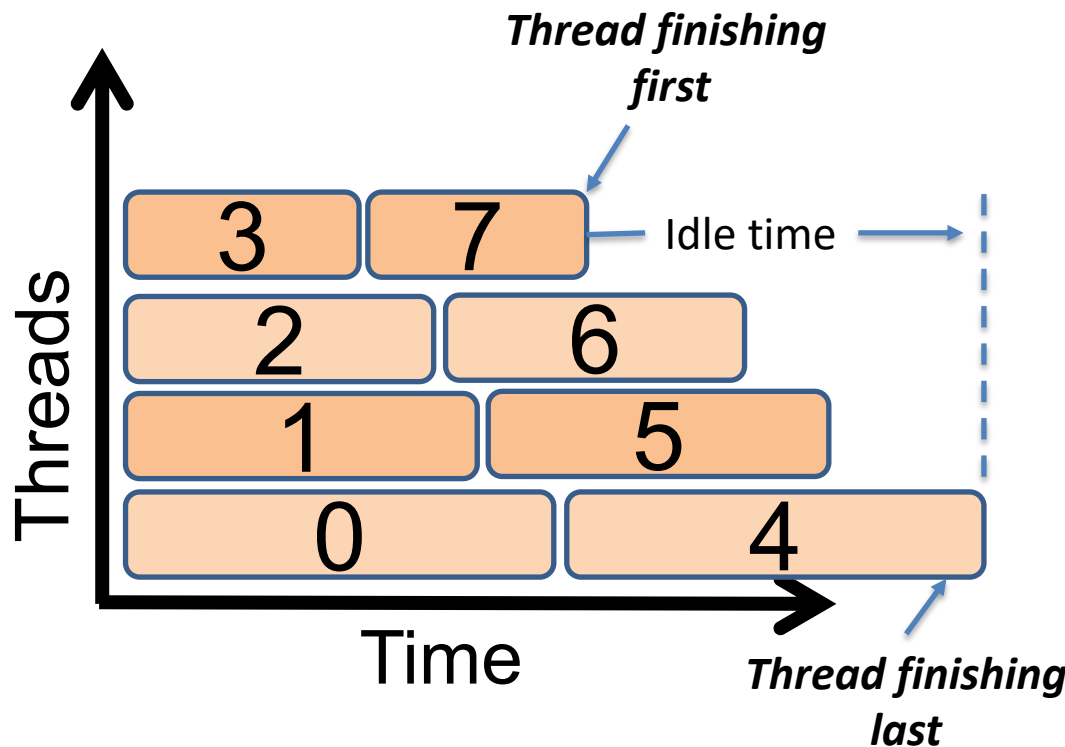 Thread finishing
first
3
7
Idle time
2
6
1
5
0
4
Threads
Time
Thread finishing
last